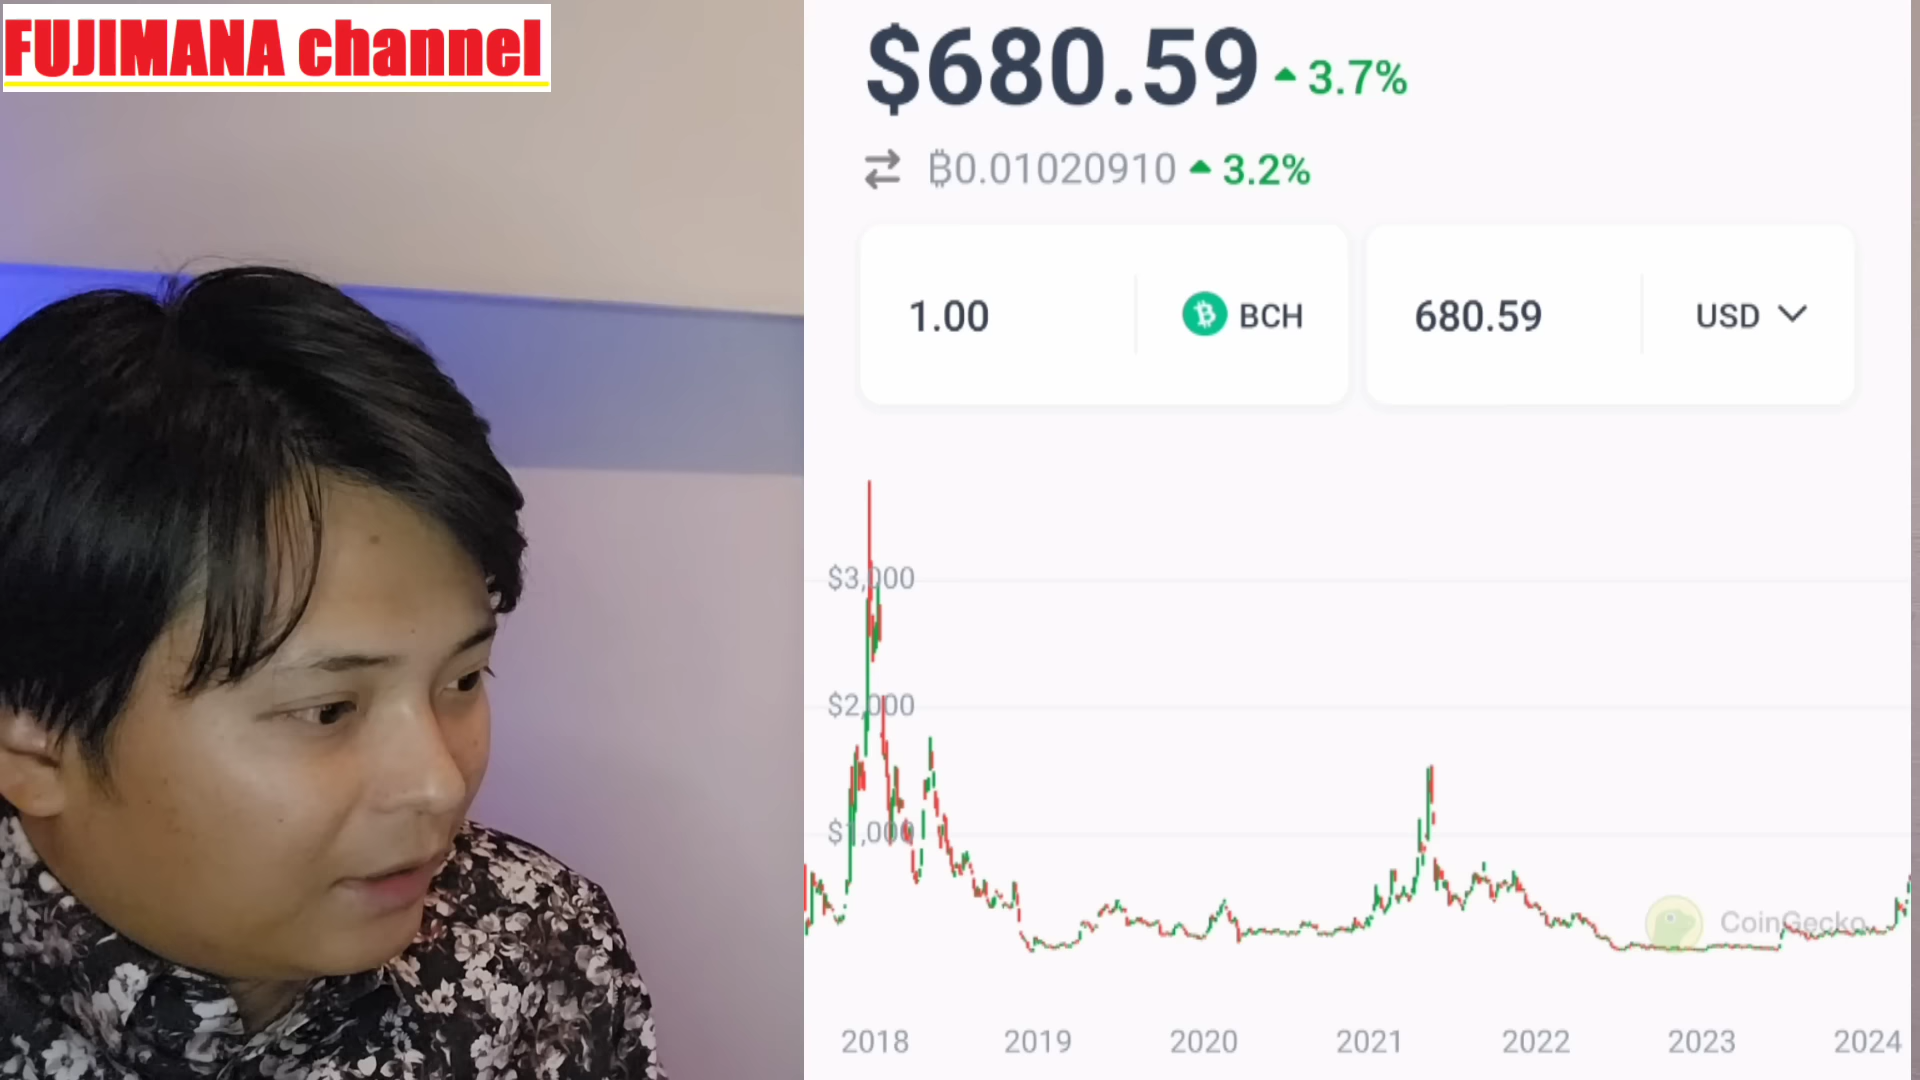 FUJIMANA channel
$680.59 ▲ 3.7%
₿0.01020910 ▲ 3.2%
1.00 BCH 680.59 USD
$3,000
$2,000
$1,000
CoinGecko
2018 2019 2020 2021 2022 2023 2024